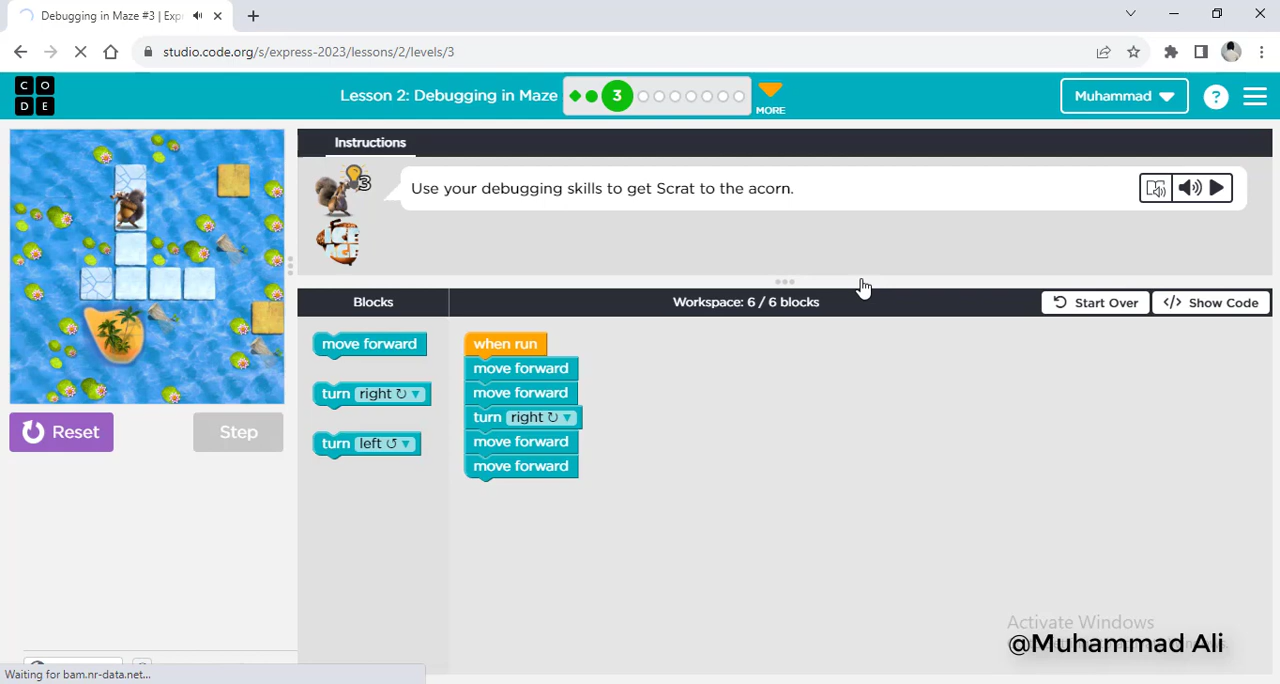 Debugging in Maze #3 | Exp
studio.code.org/s/express-2023/lessons/2/levels/3
C O
D E
Lesson 2: Debugging in Maze
3
MORE
Muhammad
?
Instructions
3
Use your debugging skills to get Scrat to the acorn.
ICE
AGE
Blocks
Workspace: 6 / 6 blocks
Start Over
</> Show Code
move forward
turn right ↻
turn left ↺
when run
move forward
move forward
turn right ↻
move forward
move forward
Reset
Step
Activate Windows
@Muhammad Ali
Waiting for bam.nr-data.net...